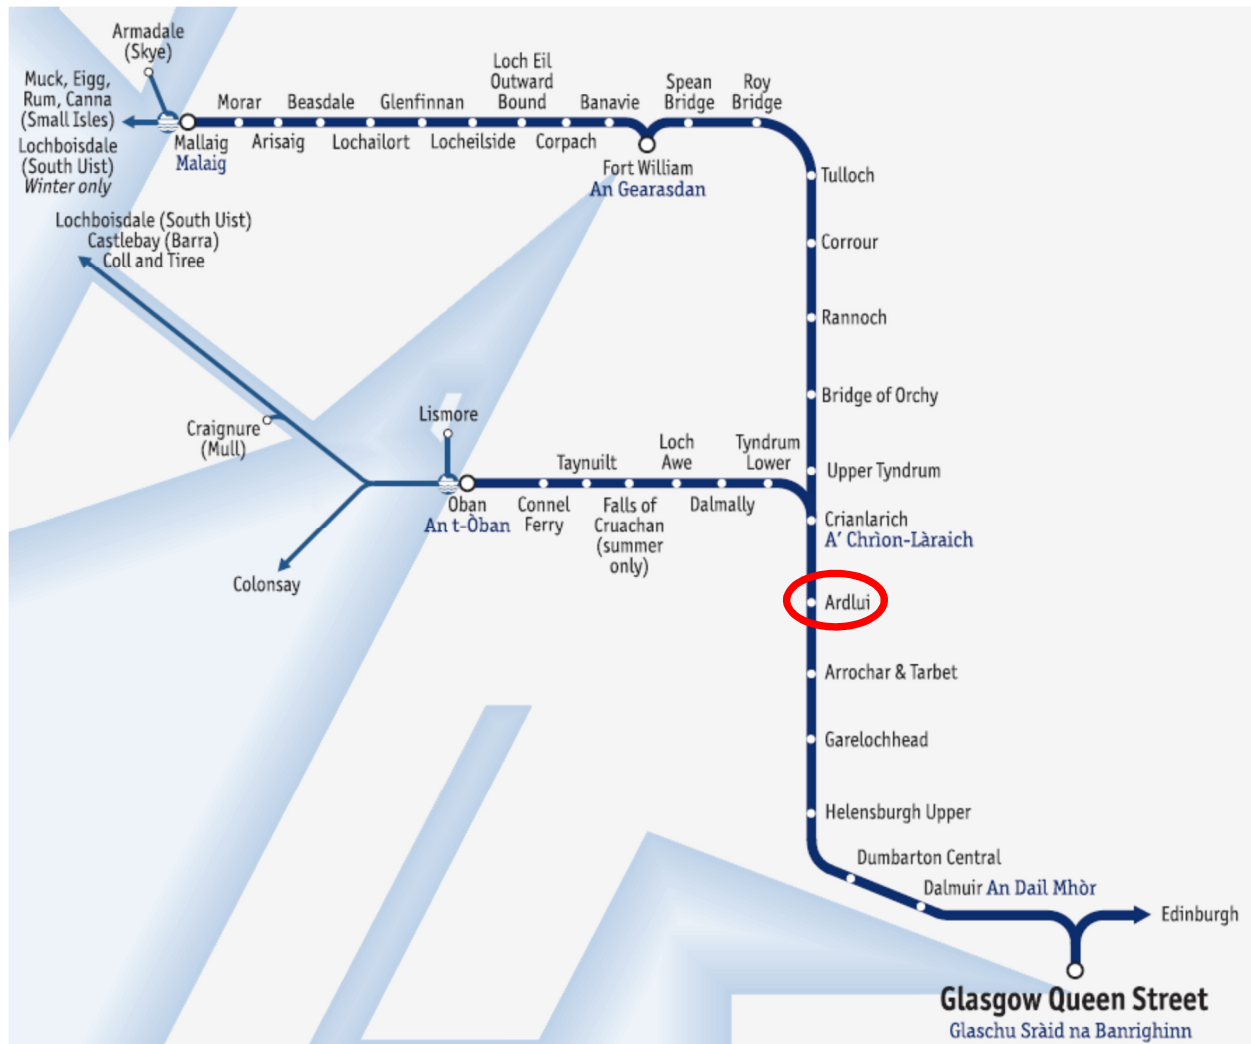 Armadale
(Skye)
Muck, Eigg,
Rum, Canna
(Small Isles)
Lochboisdale
(South Uist)
Winter only
Mallaig
Malaig
Morar
Arisaig
Beasdale
Lochailort
Glenfinnan
Locheilside
Loch Eil
Outward
Bound
Corpach
Banavie
Fort William
An Gearasdan
Spean
Bridge
Roy
Bridge
Tulloch
Corrour
Rannoch
Bridge of Orchy
Upper Tyndrum
Lochboisdale (South Uist)
Castlebay (Barra)
Coll and Tiree
Craignure
(Mull)
Lismore
Colonsay
Oban
An t-Òban
Connel
Ferry
Taynuilt
Falls of
Cruachan
(summer
only)
Loch
Awe
Dalmally
Tyndrum
Lower
Crianlarich
A' Chrìon-Làraich
Ardlui
Arrochar & Tarbet
Garelochhead
Helensburgh Upper
Dumbarton Central
Dalmuir An Dail Mhòr
Edinburgh
Glasgow Queen Street
Glaschu Sràid na Banrighinn